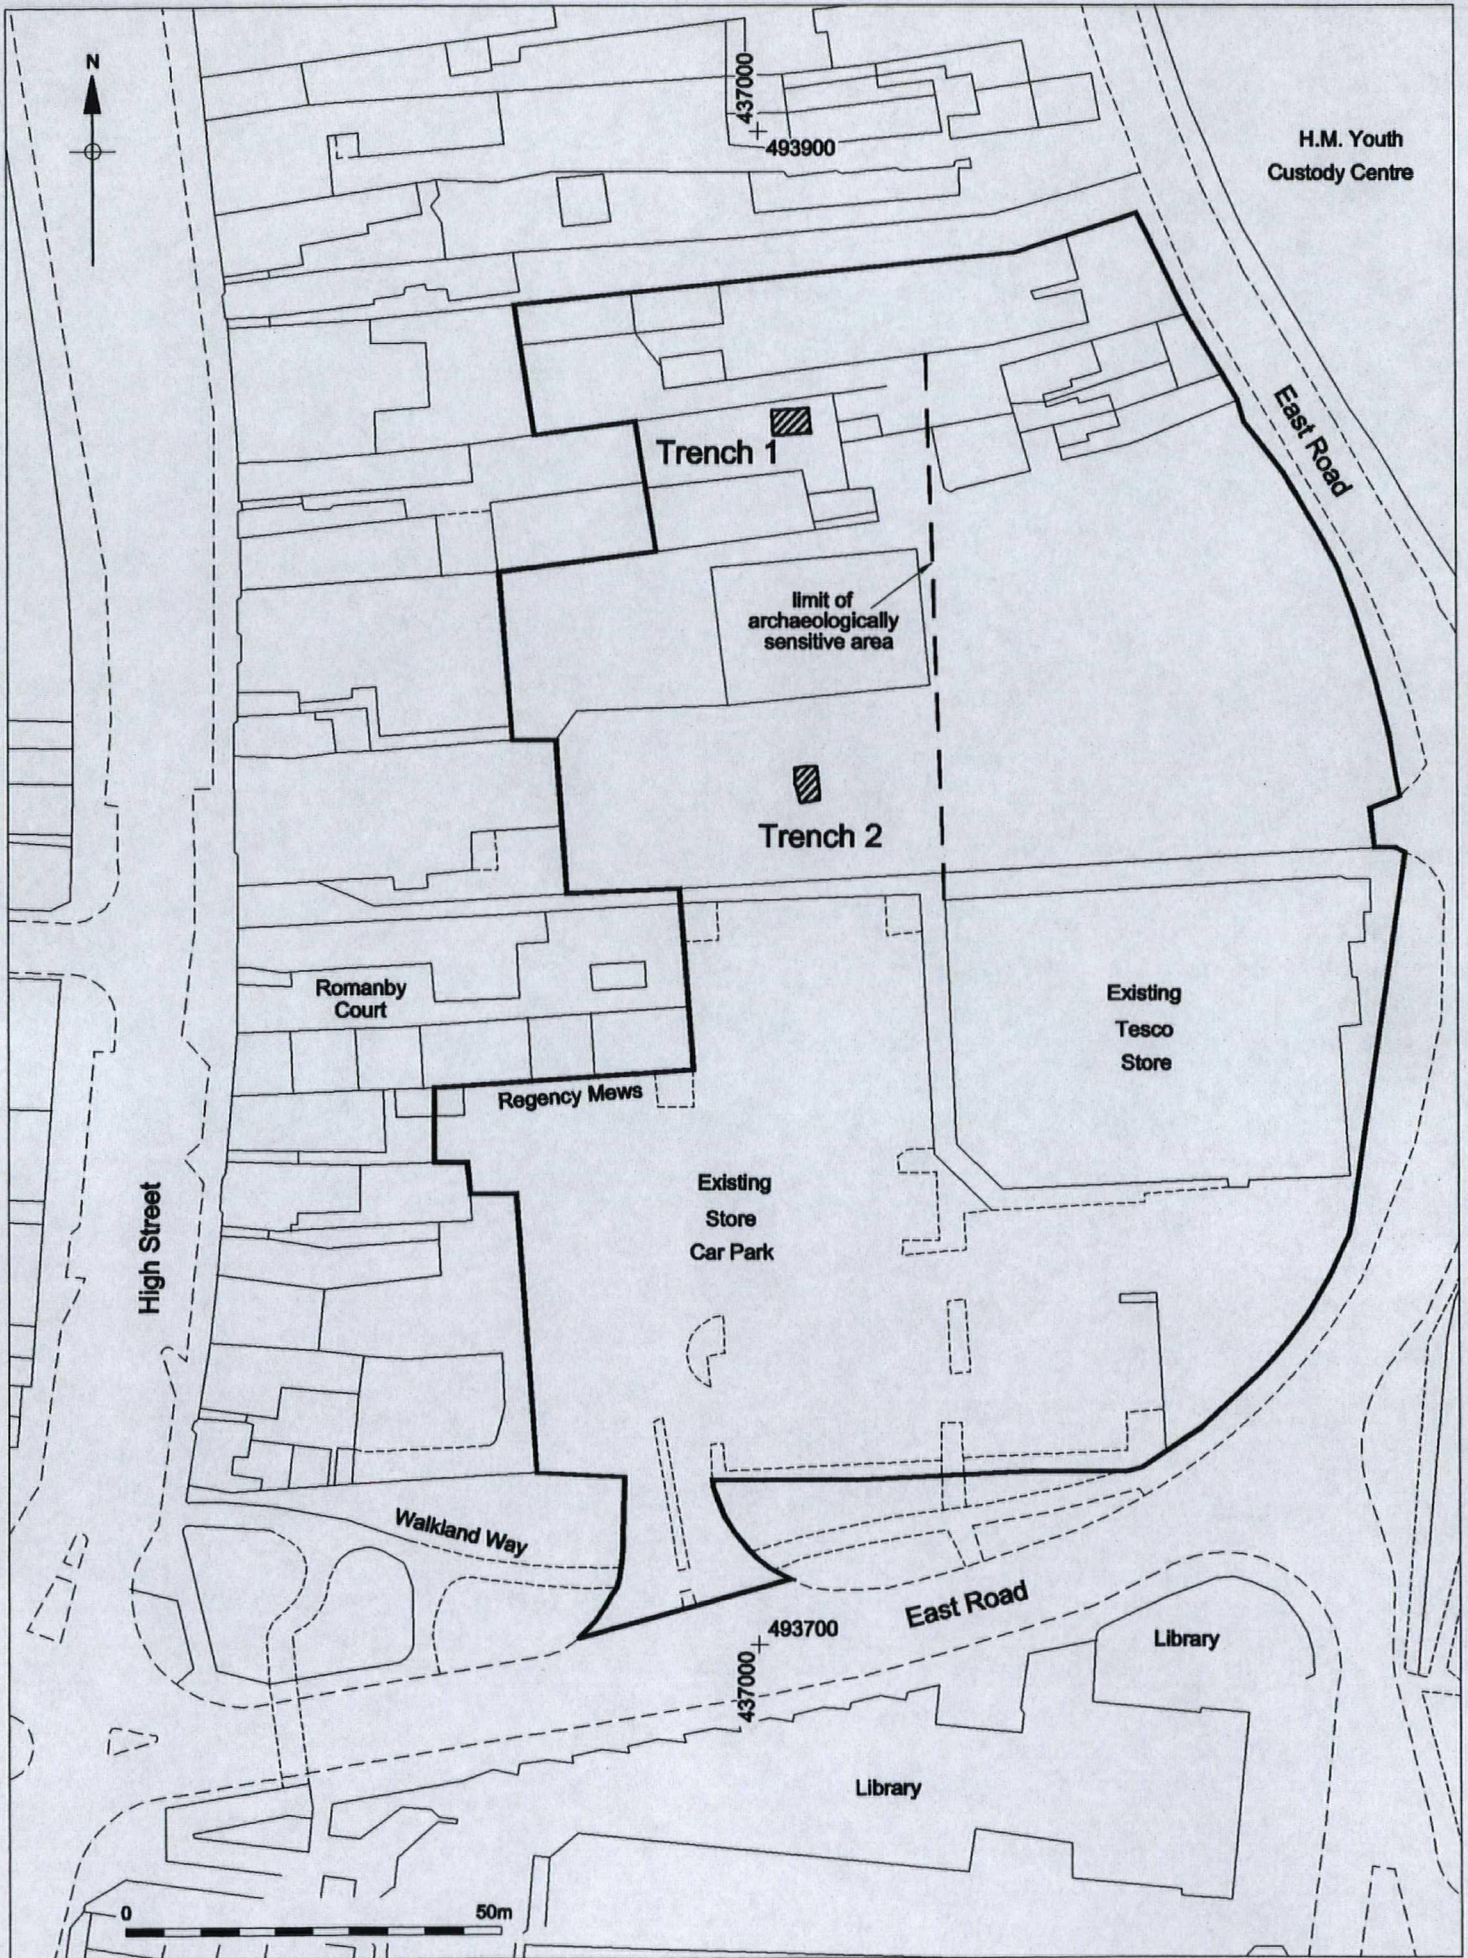 N
437000
493900
H.M. Youth
Custody Centre
East Road
Trench 1
limit of
archaeologically
sensitive area
Trench 2
Romanby
Court
Existing
Tesco
Store
Regency Mews
Existing
Store
Car Park
High Street
Walkland Way
East Road
493700
437000
Library
Library
0
50m